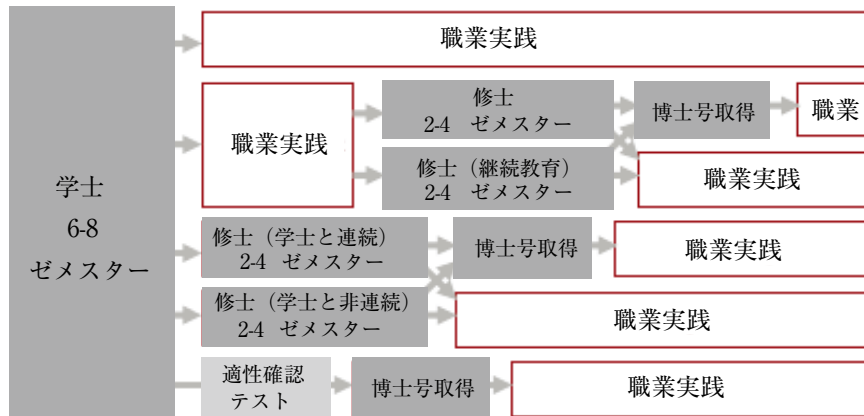 学士
6-8
ゼメスター
職業実践
職業実践
修士
2-4 ゼメスター
修士（継続教育）
2-4 ゼメスター
博士号取得
職業
職業実践
修士（学士と連続）
2-4 ゼメスター
修士（学士と非連続）
2-4 ゼメスター
博士号取得
職業実践
職業実践
適性確認
テスト
博士号取得
職業実践